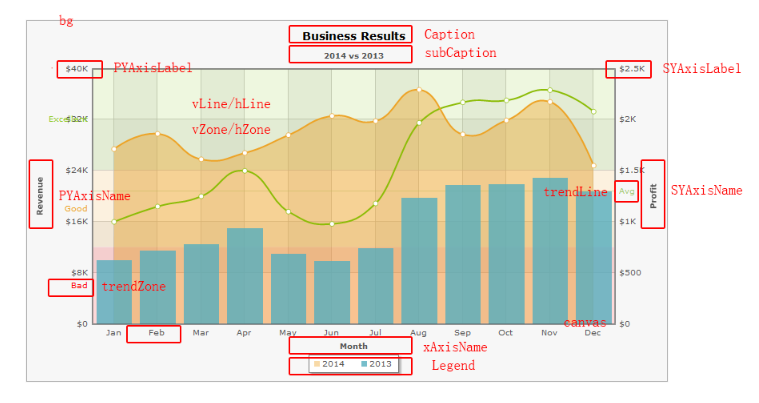 bg
Business Results Caption
2014 vs 2013 subCaption
$40K PYAxisLabel $2.5K SYAxisLabel
vLine/hLine
$32K $2K
vZone/hZone
$24K $1.5K
Revenue PYAxisName trendLine Avg Profit SYAxisName
Good
$16K $1K
$8K $500
Bad trendZone
$0 canvas $0
Jan Feb Mar Apr May Jun Jul Aug Sep Oct Nov Dec
Month xAxisName
2014 2013 Legend